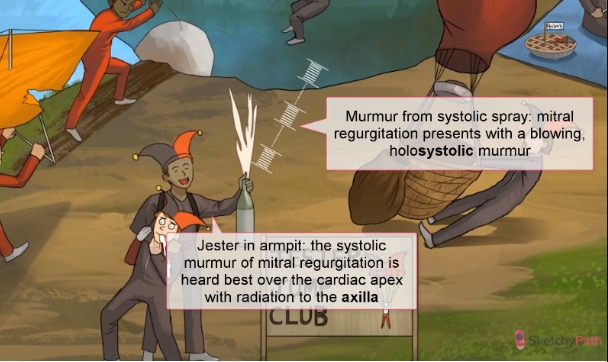 Murmur from systolic spray: mitral
regurgitation presents with a blowing,
holosystolic murmur
Jester in armpit: the systolic
murmur of mitral regurgitation is
heard best over the cardiac apex
with radiation to the axilla
CLUB
SketchyPath